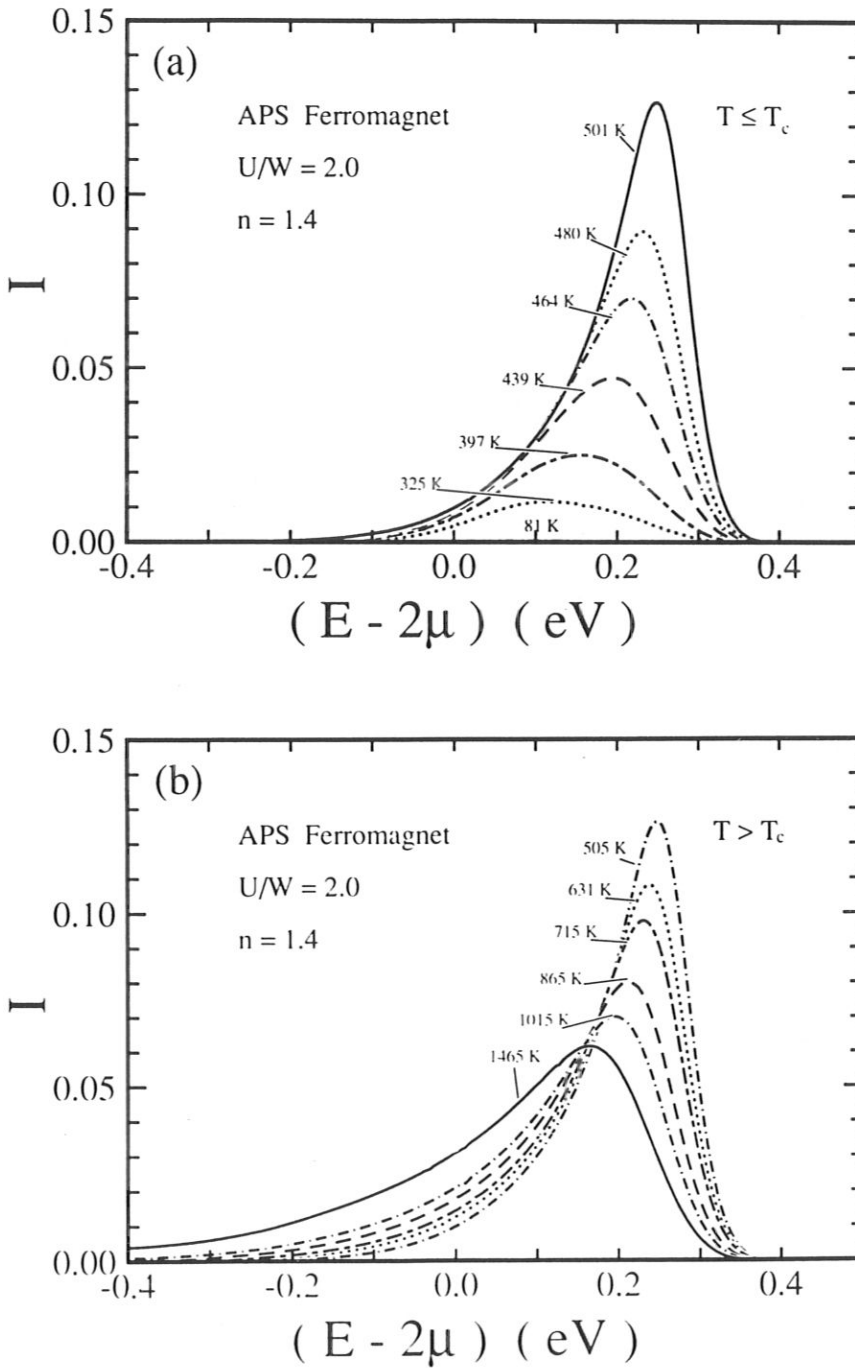 0.15
(a)
APS Ferromagnet
T ≤ Tc
501 K
U/W = 2.0
0.10
n = 1.4
480 K
I
464 K
439 K
0.05
397 K
325 K
81 K
0.00
-0.4
-0.2
0.0
0.2
0.4
( E - 2μ ) ( eV )
0.15
(b)
APS Ferromagnet
T > Tc
505 K
U/W = 2.0
631 K
0.10
n = 1.4
715 K
I
865 K
1015 K
0.05
1465 K
0.00
-0.4
-0.2
0.0
0.2
0.4
( E - 2μ ) ( eV )